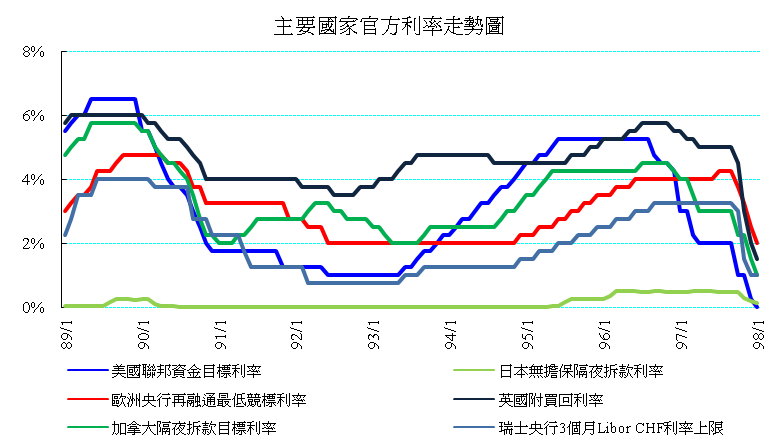 主要國家官方利率走勢圖
8%
6%
4%
2%
0%
89/1
90/1
91/1
92/1
93/1
94/1
95/1
96/1
97/1
98/1
美國聯邦資金目標利率
日本無擔保隔夜拆款利率
歐洲央行再融通最低競標利率
英國附買回利率
加拿大隔夜拆款目標利率
瑞士央行3個月Libor CHF利率上限